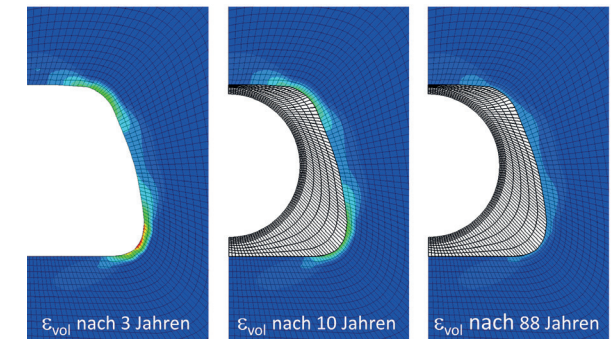 εvol nach 3 Jahren
εvol nach 10 Jahren
εvol nach 88 Jahren